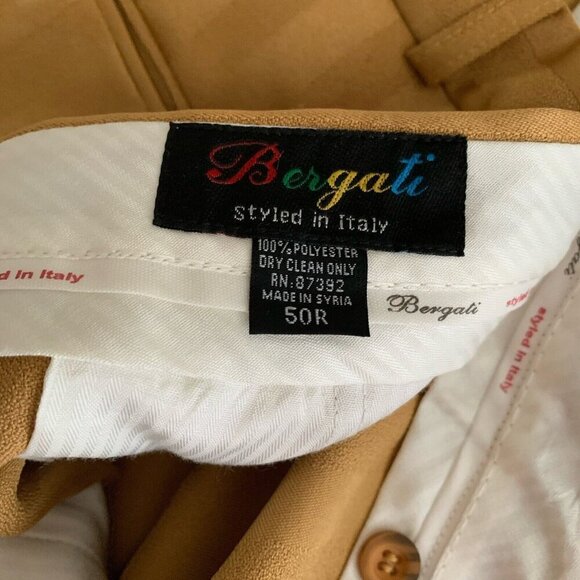 Bergati
Styled in Italy
100% POLYESTER
DRY CLEAN ONLY
RN: 87392
MADE IN SYRIA
50R
d in Italy
Bergati
styled in Italy